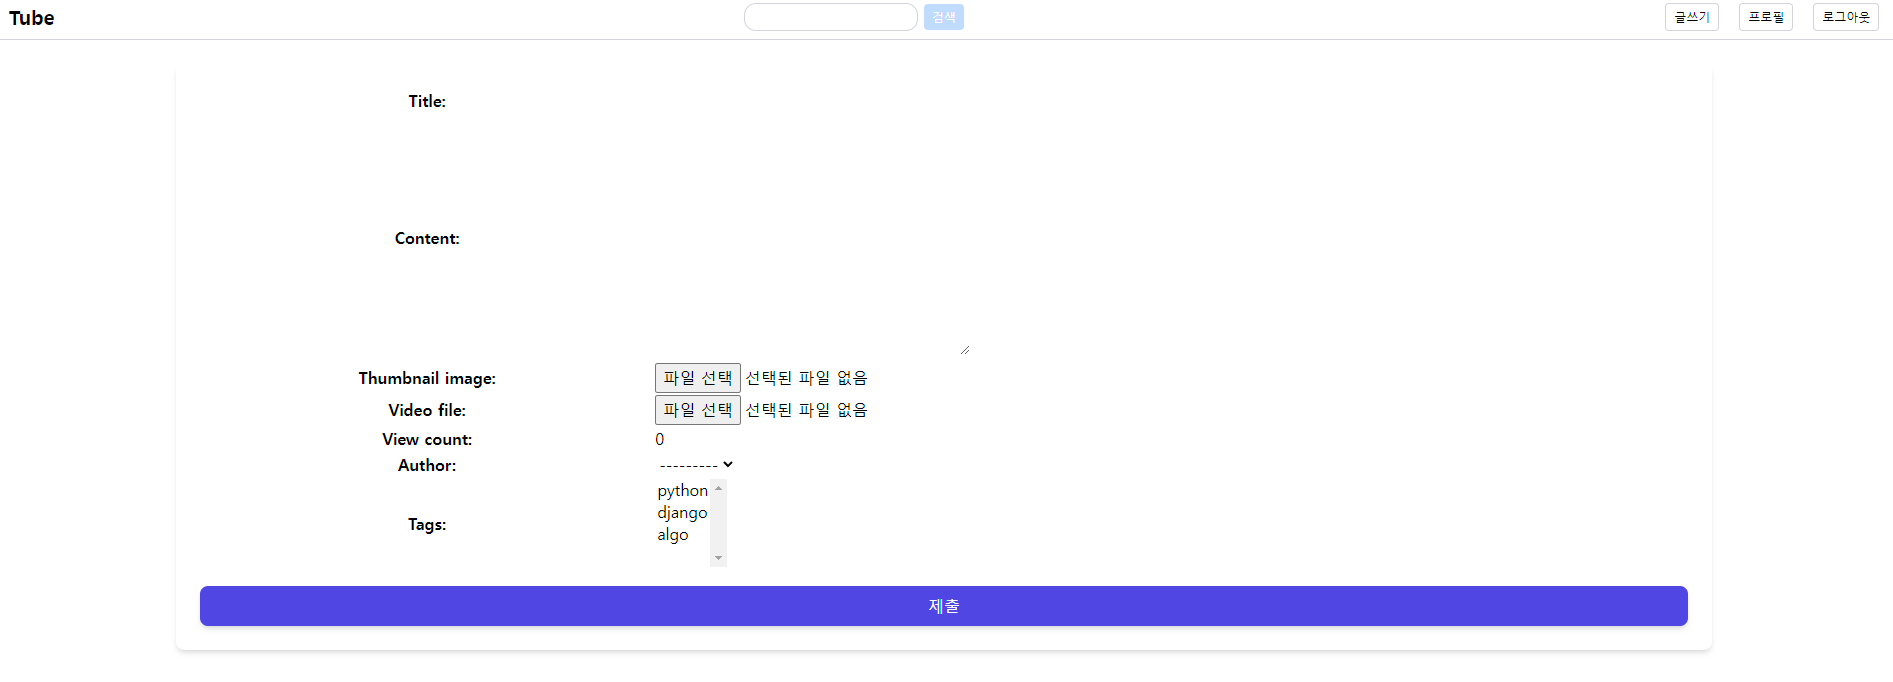 Tube
검색
글쓰기
프로필
로그아웃
Title:
Content:
Thumbnail image:
파일 선택 선택된 파일 없음
Video file:
파일 선택 선택된 파일 없음
View count:
0
Author:
---------
Tags:
python
django
algo
제출